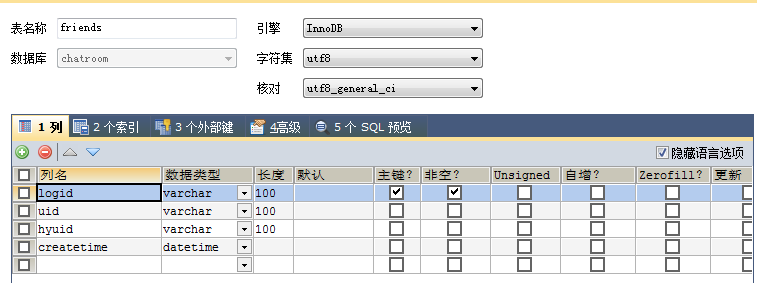 表名称 friends 引擎 InnoDB
数据库 chatroom 字符集 utf8
核对 utf8_general_ci
1 列 2 个索引 3 个外部键 4高级 5 个 SQL 预览
隐藏语言选项
列名 数据类型 长度 默认 主键? 非空? Unsigned 自增? Zerofill? 更新
logid varchar 100
uid varchar 100
hyuid varchar 100
createtime datetime